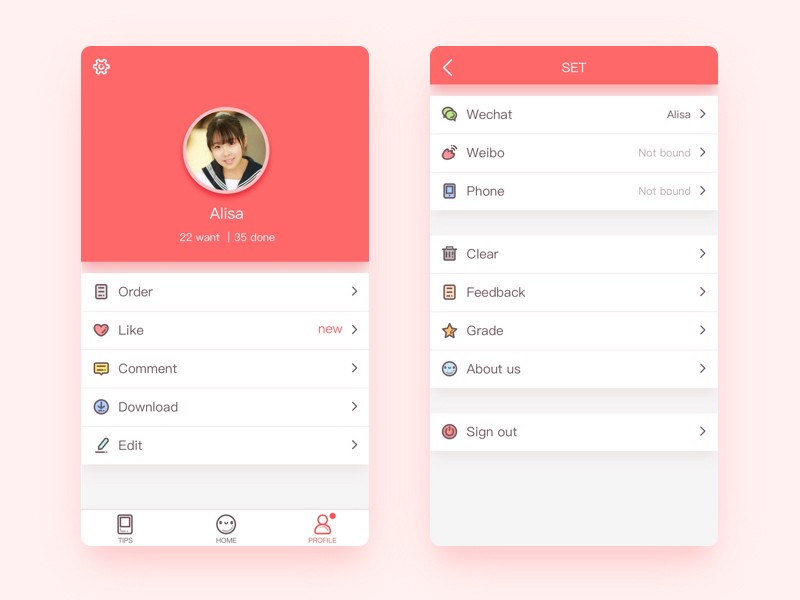 Alisa
22 want | 35 done
Order
Like new
Comment
Download
Edit
TIPS HOME PROFILE
SET
Wechat Alisa
Weibo Not bound
Phone Not bound
Clear
Feedback
Grade
About us
Sign out